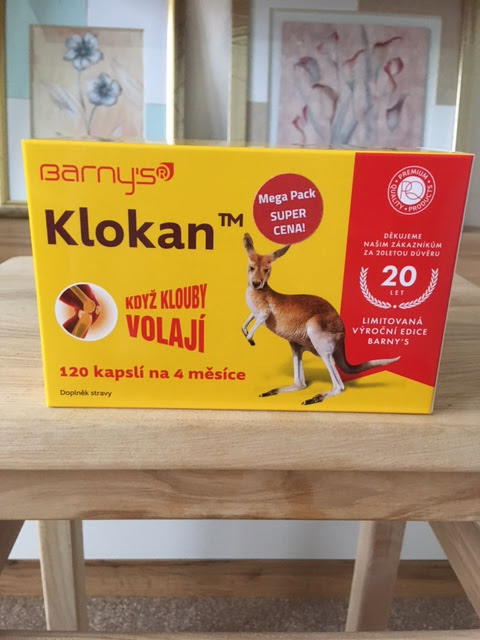 Barny's®
Klokan™
Mega Pack
SUPER
CENA!
KDYŽ KLOUBY
VOLAJÍ
120 kapslí na 4 měsíce
Doplněk stravy
PREMIUM
QUALITY PRODUCTS
DĚKUJEME
NAŠIM ZÁKAZNÍKŮM
ZA 20LETOU DŮVĚRU
20
LET
LIMITOVANÁ
VÝROČNÍ EDICE
BARNY'S